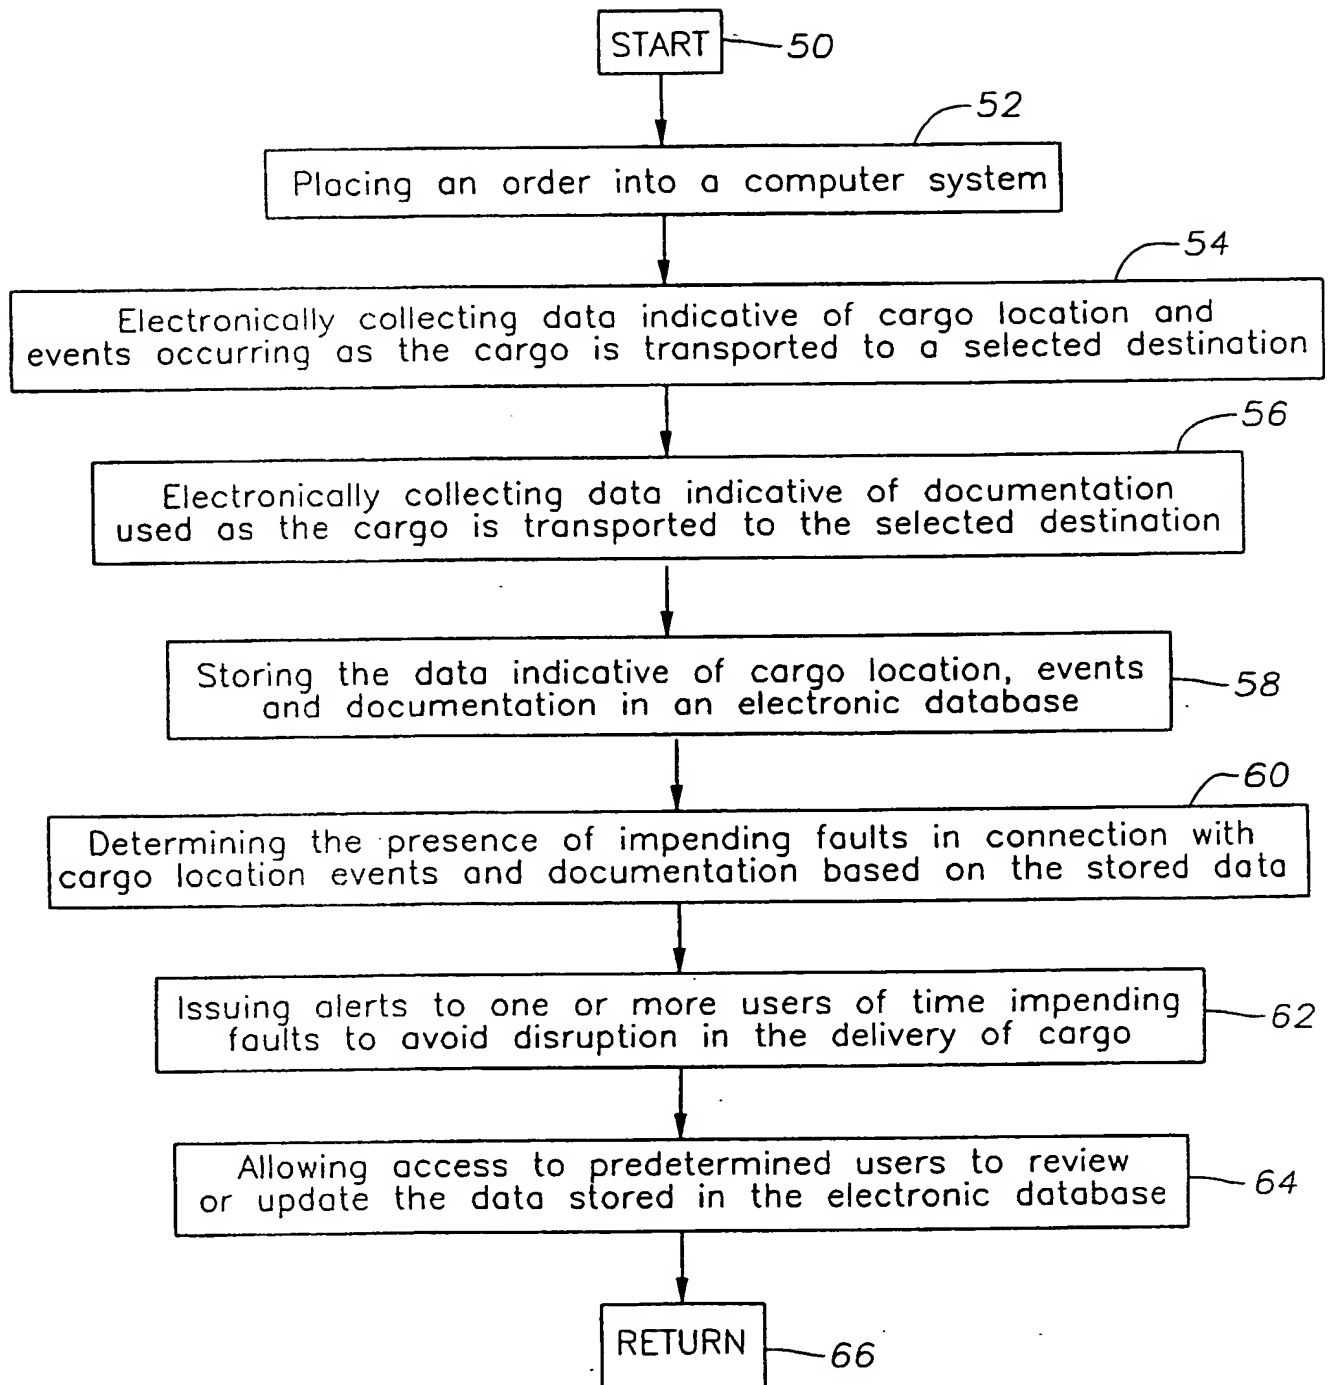 START
50
52
Placing an order into a computer system
54
Electronically collecting data indicative of cargo location and
events occurring as the cargo is transported to a selected destination
56
Electronically collecting data indicative of documentation
used as the cargo is transported to the selected destination
Storing the data indicative of cargo location, events
and documentation in an electronic database
58
60
Determining the presence of impending faults in connection with
cargo location events and documentation based on the stored data
Issuing alerts to one or more users of time impending
faults to avoid disruption in the delivery of cargo
62
Allowing access to predetermined users to review
or update the data stored in the electronic database
64
RETURN
66